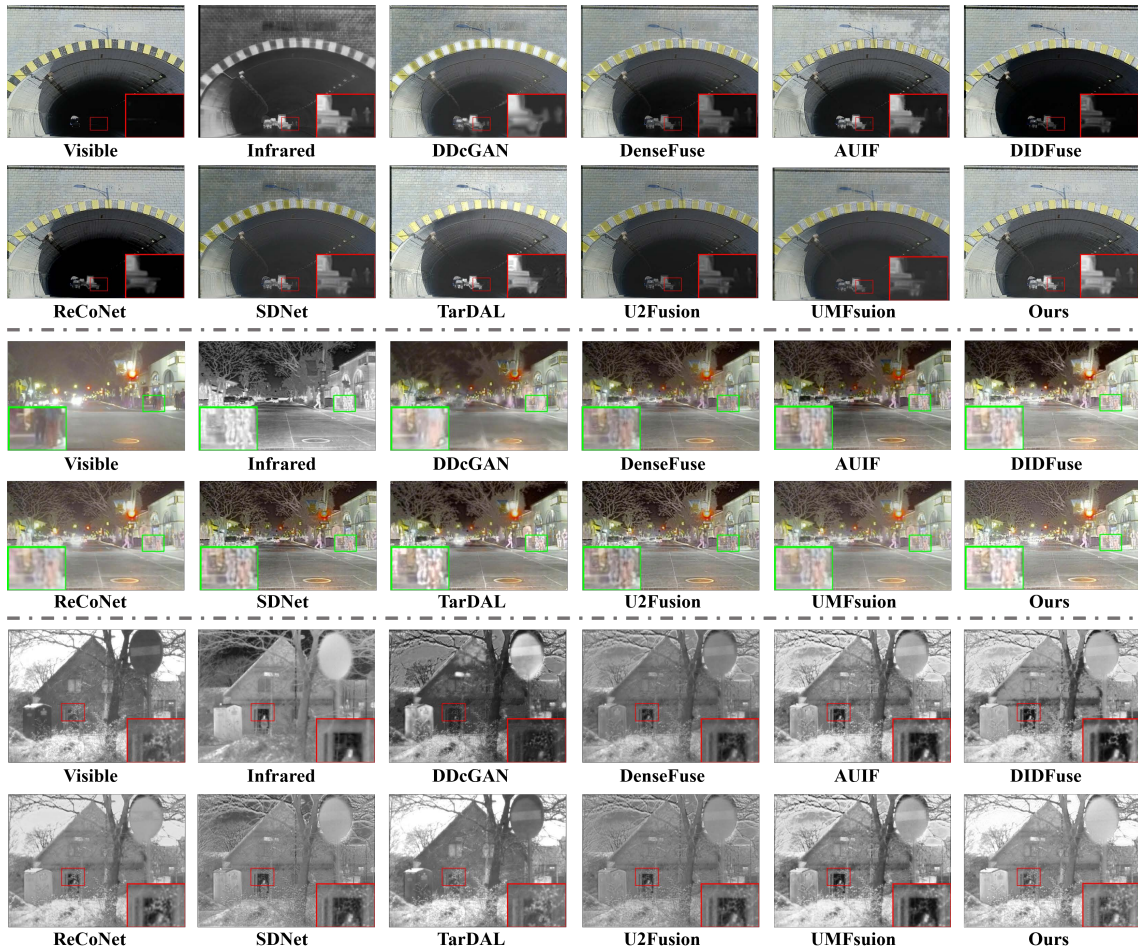 Visible Infrared DDcGAN DenseFuse AUIF DIDFuse
ReCoNet SDNet TarDAL U2Fusion UMFsuion Ours
Visible Infrared DDcGAN DenseFuse AUIF DIDFuse
ReCoNet SDNet TarDAL U2Fusion UMFsuion Ours
Visible Infrared DDcGAN DenseFuse AUIF DIDFuse
ReCoNet SDNet TarDAL U2Fusion UMFsuion Ours